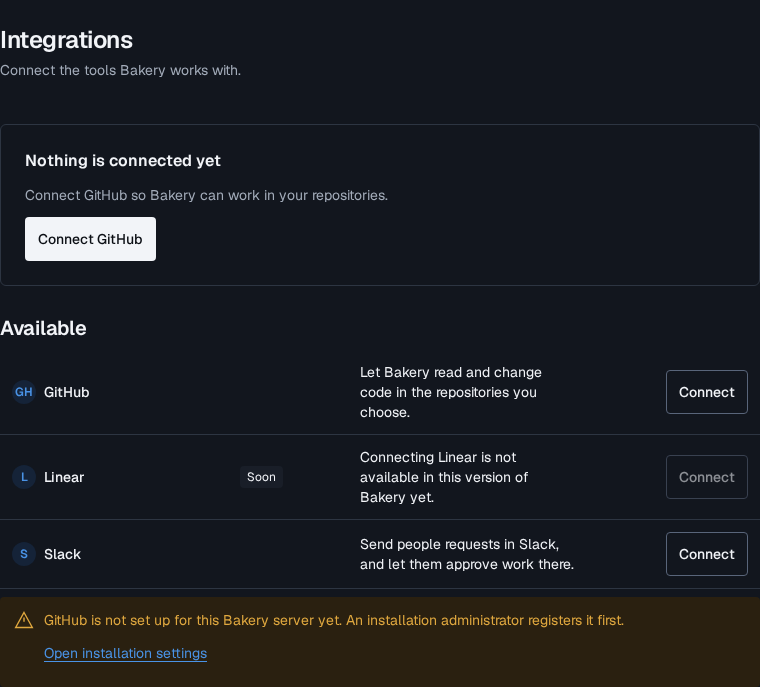 Integrations
Connect the tools Bakery works with.
Nothing is connected yet
Connect GitHub so Bakery can work in your repositories.
Connect GitHub
Available
GH GitHub
Let Bakery read and change
code in the repositories you
choose.
Connect
L Linear
Soon
Connecting Linear is not
available in this version of
Bakery yet.
Connect
S Slack
Send people requests in Slack,
and let them approve work there.
Connect
GitHub is not set up for this Bakery server yet. An installation administrator registers it first.
Open installation settings